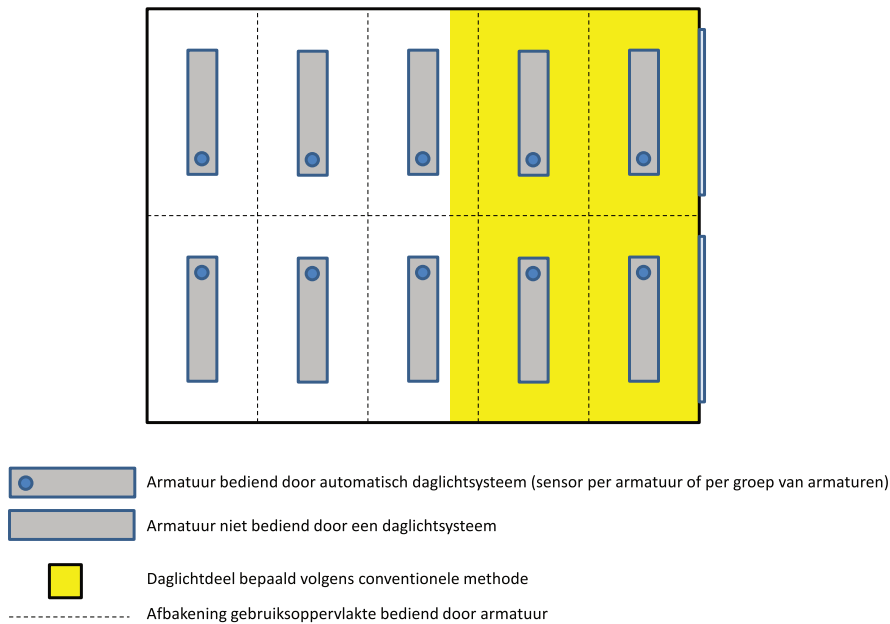 Armatuur bediend door automatisch daglichtsysteem (sensor per armatuur of per groep van armaturen)
Armatuur niet bediend door een daglichtsysteem
Daglichtdeel bepaald volgens conventionele methode
Afbakening gebruiksoppervlakte bediend door armatuur